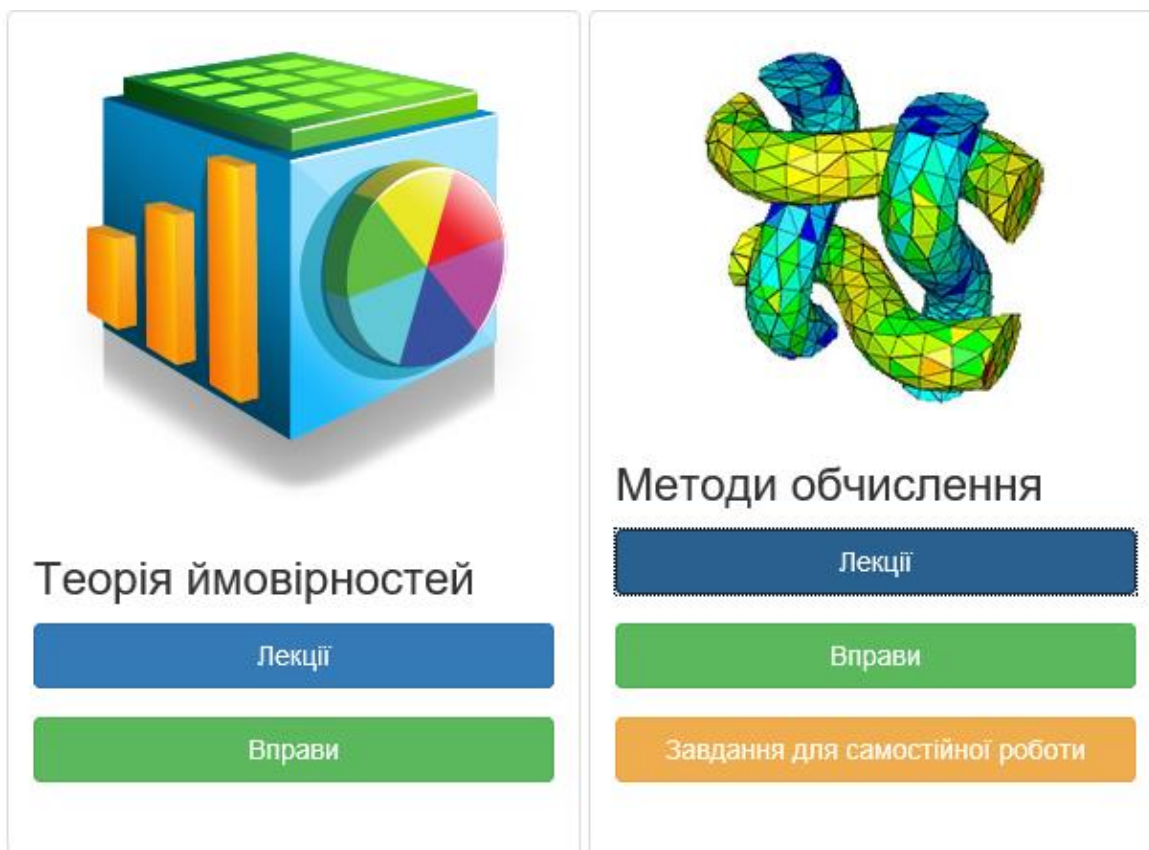 Теорія ймовірностей
Лекції
Вправи
Методи обчислення
Лекції
Вправи
Завдання для самостійної роботи